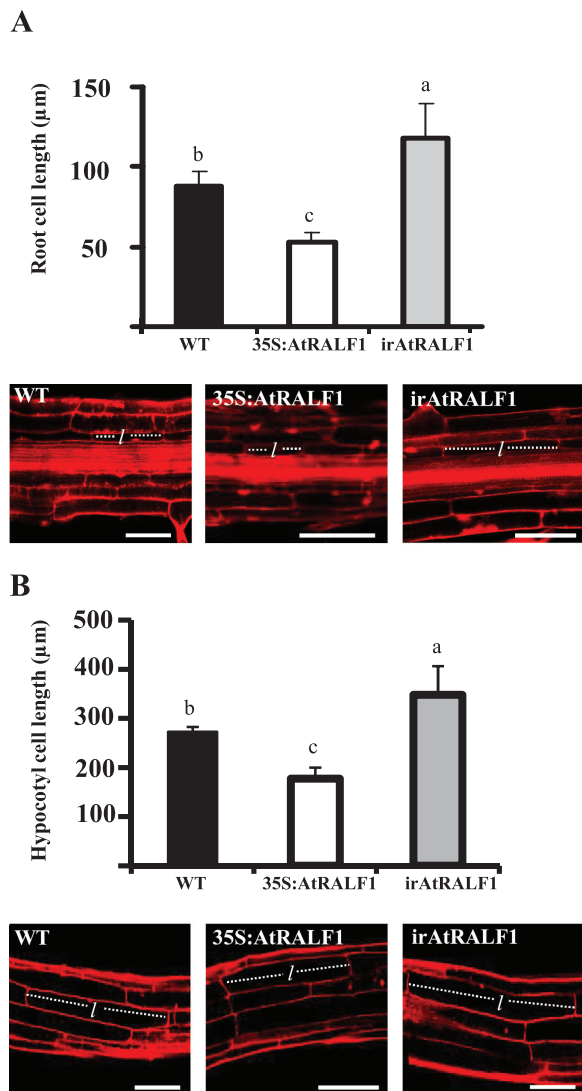 A
Root cell length (µm)
150
100
50
b
c
a
WT
35S:AtRALF1
irAtRALF1
WT
35S:AtRALF1
irAtRALF1
l
l
l
B
Hypocotyl cell length (µm)
500
400
300
200
100
b
c
a
WT
35S:AtRALF1
irAtRALF1
WT
35S:AtRALF1
irAtRALF1
l
l
l